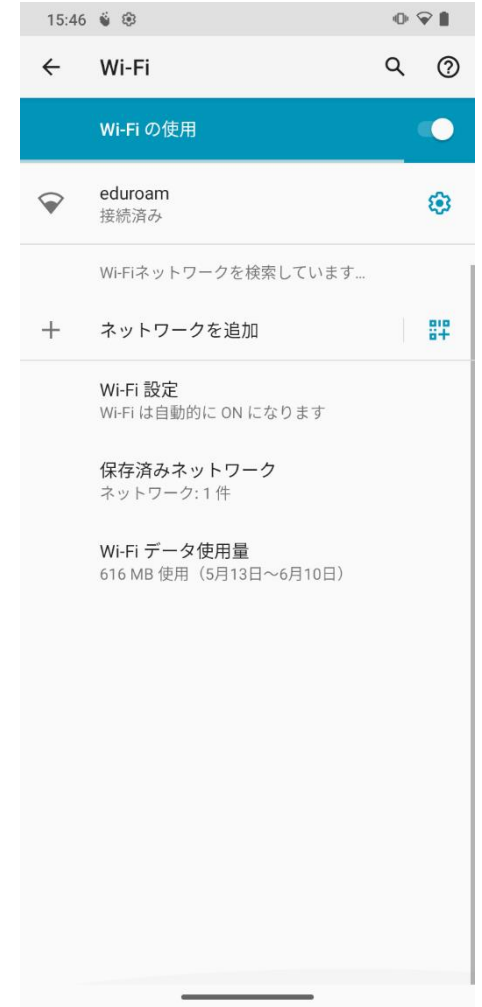 15:46
Wi-Fi
Wi-Fi の使用
eduroam
接続済み
Wi-Fiネットワークを検索しています...
ネットワークを追加
Wi-Fi 設定
Wi-Fi は自動的に ON になります
保存済みネットワーク
ネットワーク: 1 件
Wi-Fi データ使用量
616 MB 使用（5月13日～6月10日）